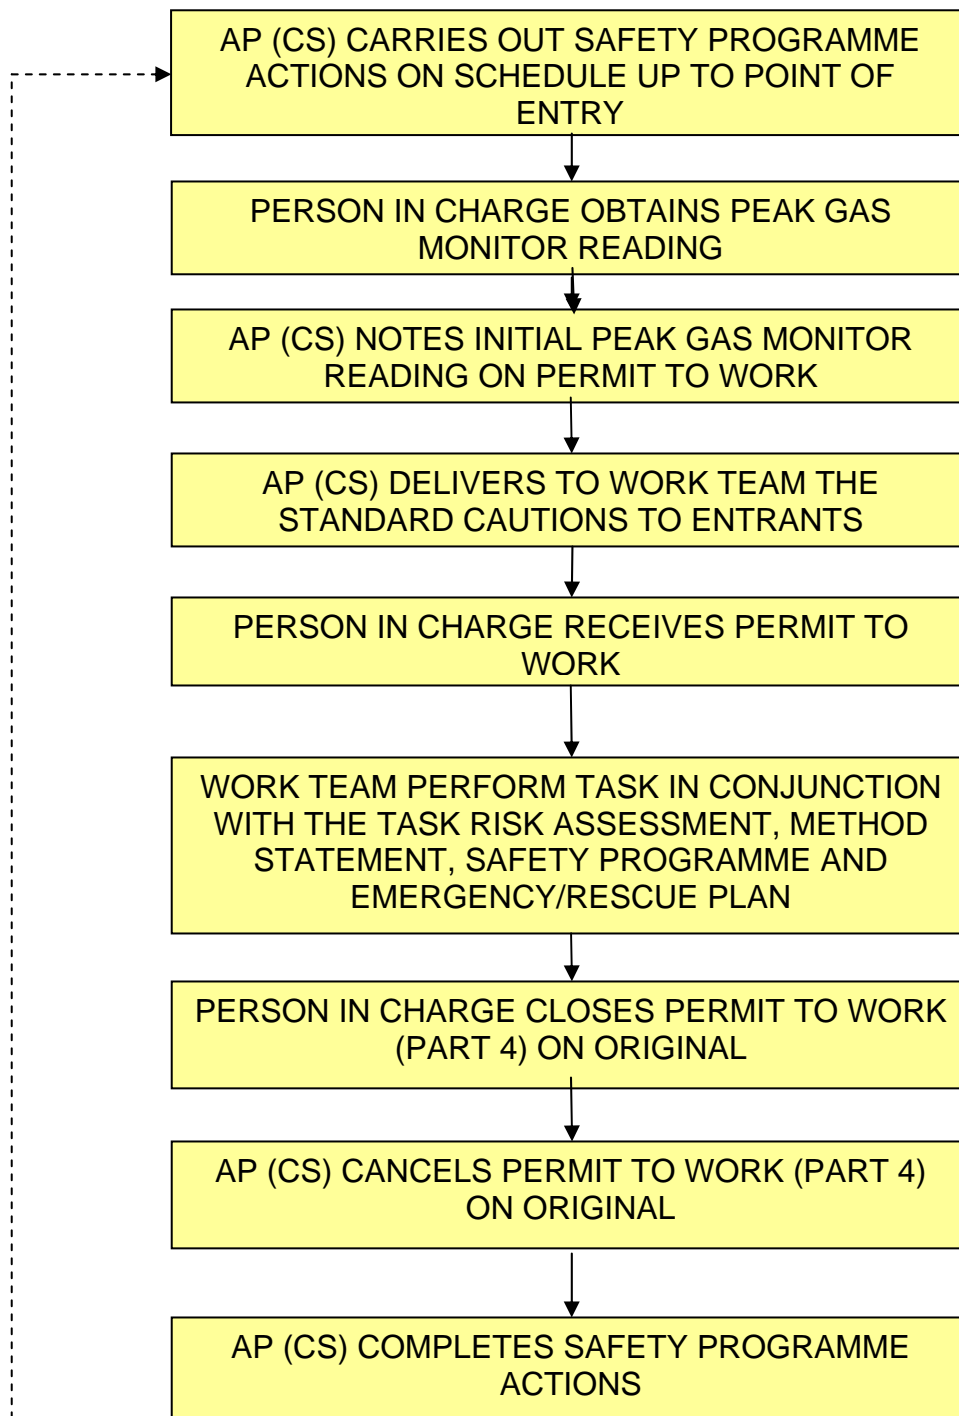 AP (CS) CARRIES OUT SAFETY PROGRAMME
ACTIONS ON SCHEDULE UP TO POINT OF
ENTRY
PERSON IN CHARGE OBTAINS PEAK GAS
MONITOR READING
AP (CS) NOTES INITIAL PEAK GAS MONITOR
READING ON PERMIT TO WORK
AP (CS) DELIVERS TO WORK TEAM THE
STANDARD CAUTIONS TO ENTRANTS
PERSON IN CHARGE RECEIVES PERMIT TO
WORK
WORK TEAM PERFORM TASK IN CONJUNCTION
WITH THE TASK RISK ASSESSMENT, METHOD
STATEMENT, SAFETY PROGRAMME AND
EMERGENCY/RESCUE PLAN
PERSON IN CHARGE CLOSES PERMIT TO WORK
(PART 4) ON ORIGINAL
AP (CS) CANCELS PERMIT TO WORK (PART 4)
ON ORIGINAL
AP (CS) COMPLETES SAFETY PROGRAMME
ACTIONS